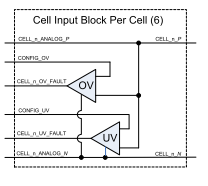 Cell Input Block Per Cell (6)
CELL_n_ANALOG_P CELL_n_P
CONFIG_OV
OV
CELL_n_OV_FAULT
CONFIG_UV
UV
CELL_n_UV_FAULT
CELL_n_ANALOG_N CELL_n_N